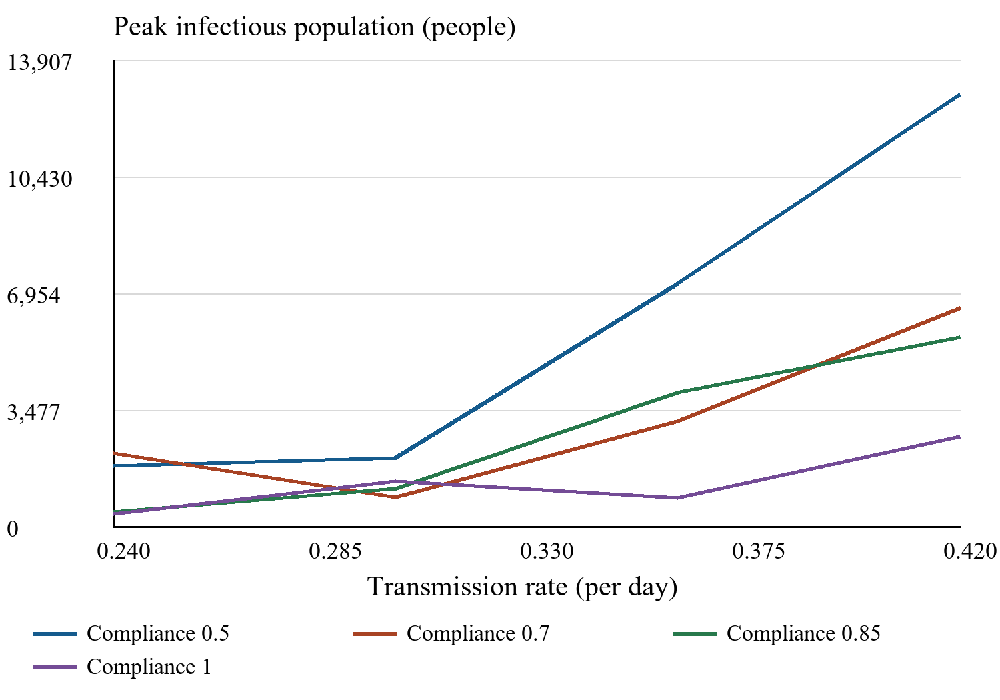 Peak infectious population (people)
13,907
10,430
6,954
3,477
0
0.240 0.285 0.330 0.375 0.420
Transmission rate (per day)
Compliance 0.5 Compliance 0.7 Compliance 0.85
Compliance 1